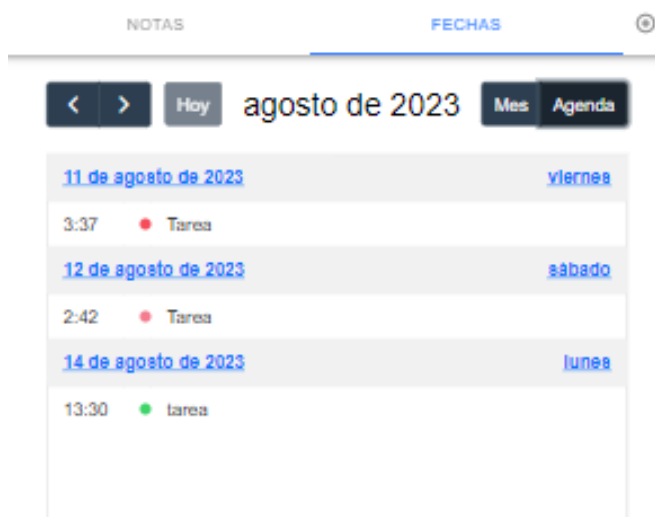 NOTAS FECHAS
Hoy agosto de 2023 Mes Agenda
11 de agosto de 2023 viernes
3:37 Tarea
12 de agosto de 2023 sábado
2:42 Tarea
14 de agosto de 2023 lunes
13:30 tarea